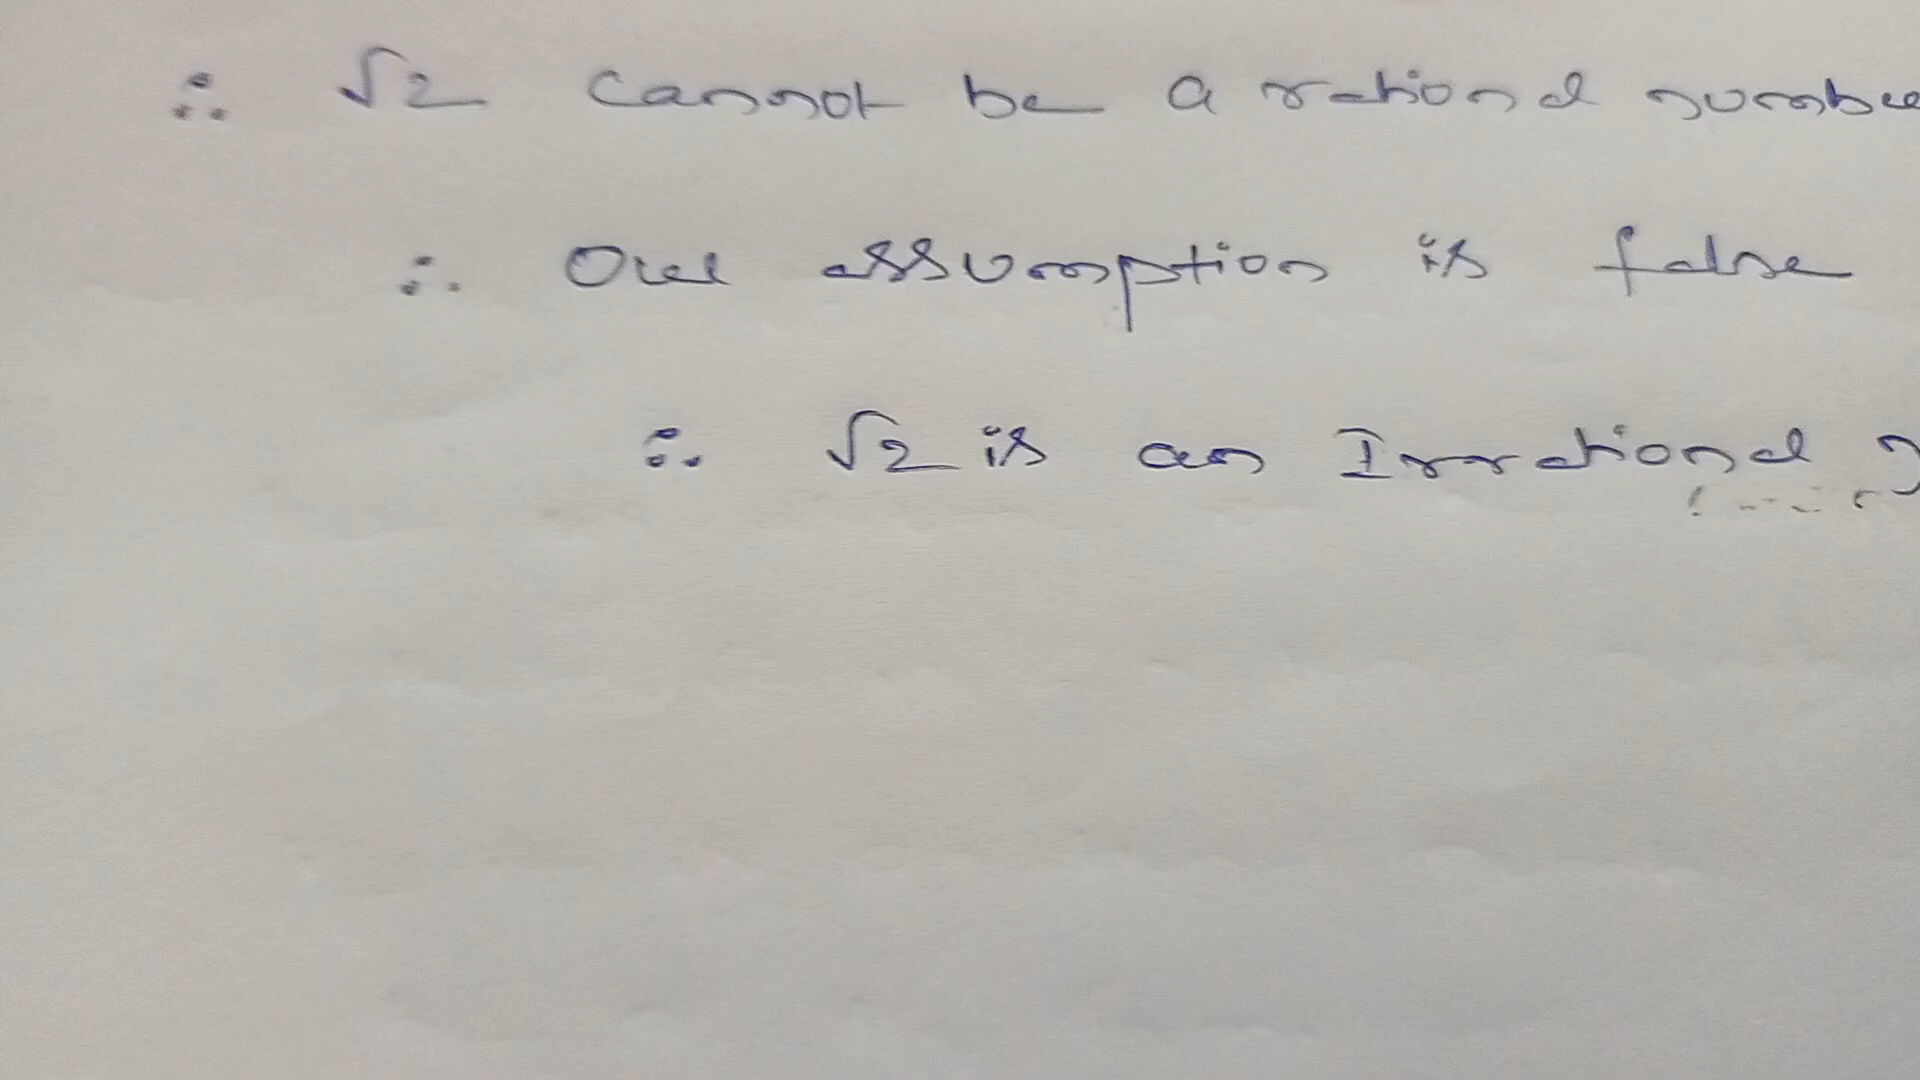 ∴ √2 cannot be a rational numbe
∴ Our assumption is false
∴ √2 is an Irrational